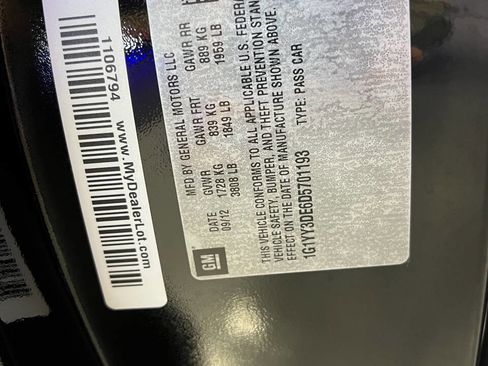 MFD BY GENERAL MOTORS LLC
DATE GVWR GAWR FRT GAWR RR
09/12 1728 KG 839 KG 889 KG
3808 LB 1849 LB 1959 LB
THIS VEHICLE CONFORMS TO ALL APPLICABLE U.S. FEDERAL
VEHICLE SAFETY, BUMPER, AND THEFT PREVENTION STAN
EFFECT ON THE DATE OF MANUFACTURE SHOWN ABOVE.
1G1YY3DE6D5701193 TYPE: PASS CAR
GM
1106794 www.MyDealerLot.com